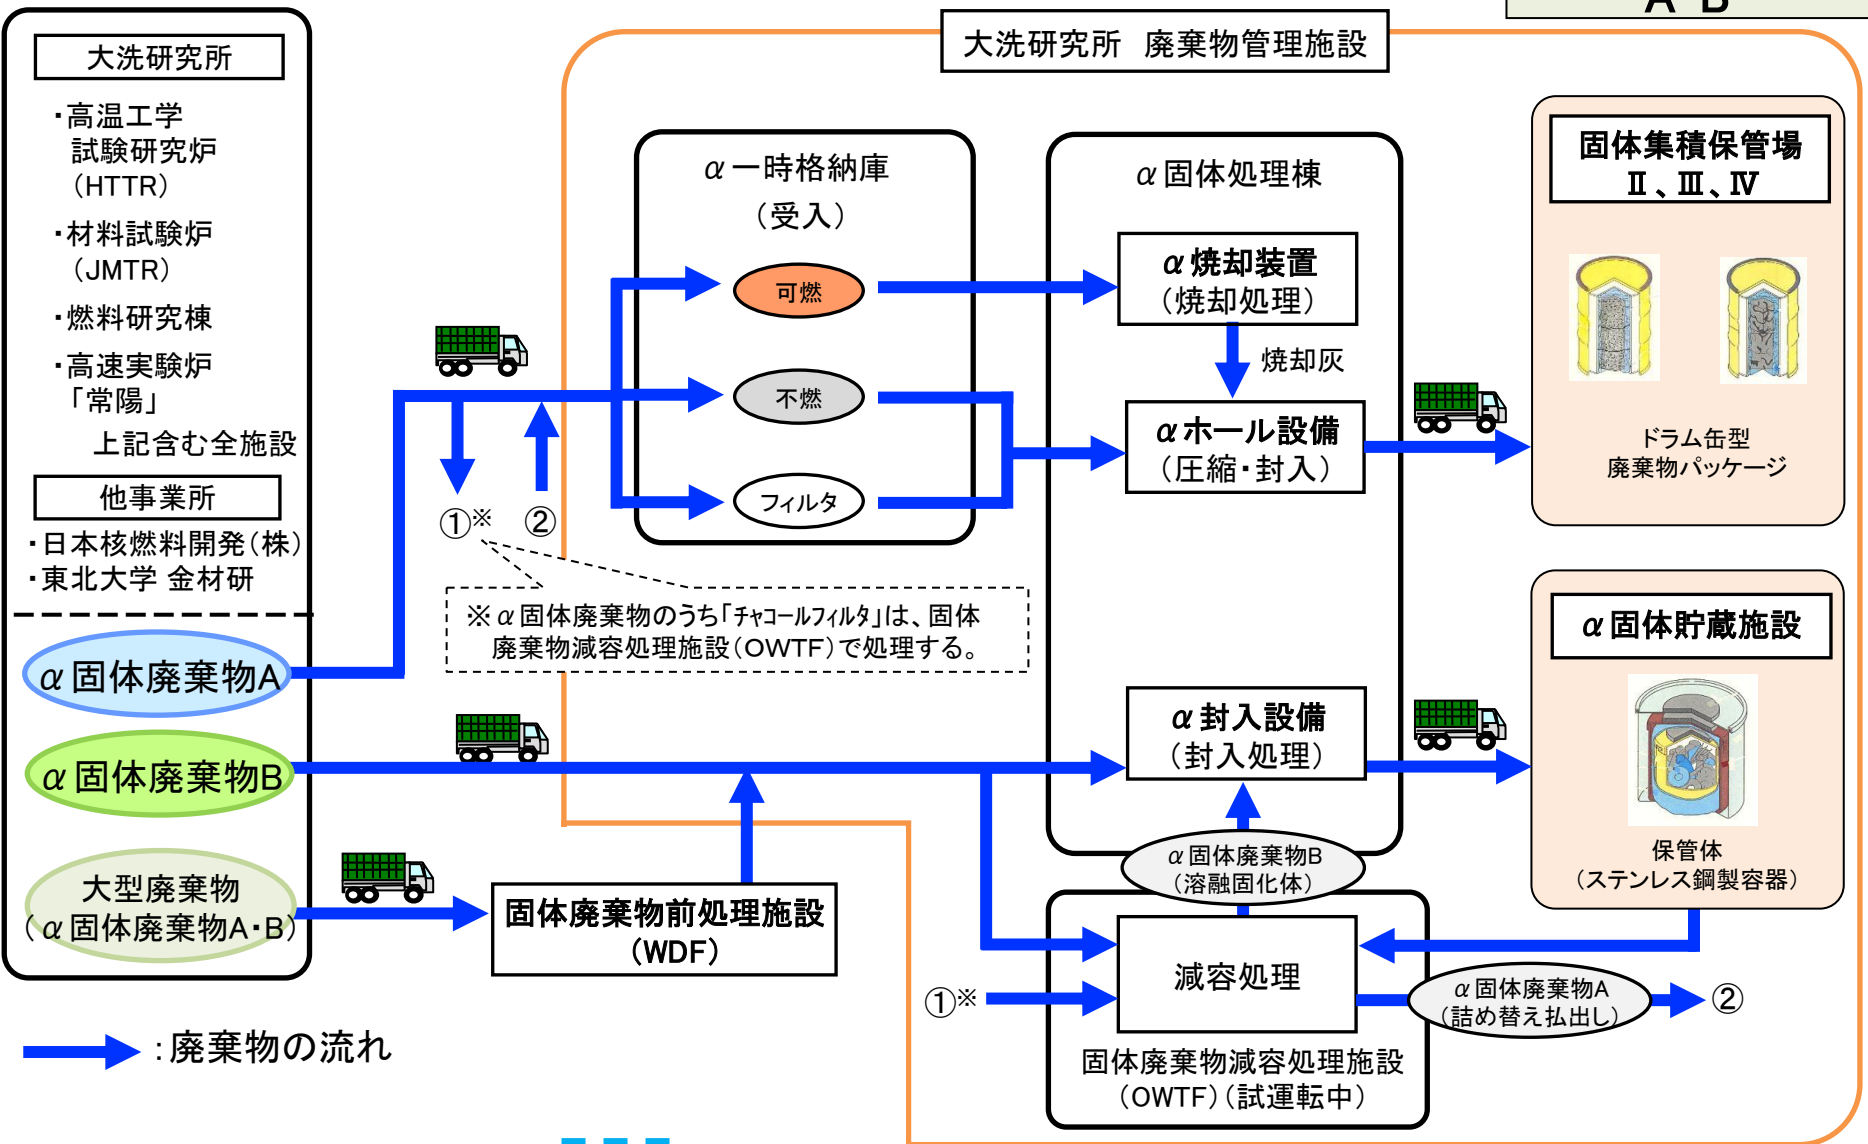 A B
大洗研究所 廃棄物管理施設
大洗研究所
・高温工学
試験研究炉
(HTTR)
・材料試験炉
(JMTR)
・燃料研究棟
・高速実験炉
「常陽」
上記含む全施設
他事業所
・日本核燃料開発(株)
・東北大学 金材研
α固体廃棄物A
α固体廃棄物B
大型廃棄物
(α固体廃棄物A・B)
:廃棄物の流れ
①※
②
※α固体廃棄物のうち「チャコールフィルタ」は、固体
廃棄物減容処理施設(OWTF)で処理する。
固体廃棄物前処理施設
(WDF)
α一時格納庫
(受入)
可燃
不燃
フィルタ
α固体処理棟
α焼却装置
(焼却処理)
焼却灰
αホール設備
(圧縮・封入)
α封入設備
(封入処理)
α固体廃棄物B
(溶融固化体)
①※
減容処理
固体廃棄物減容処理施設
(OWTF)(試運転中)
α固体廃棄物A
(詰め替え払出し)
②
固体集積保管場
Ⅱ、Ⅲ、Ⅳ
ドラム缶型
廃棄物パッケージ
α固体貯蔵施設
保管体
(ステンレス鋼製容器)